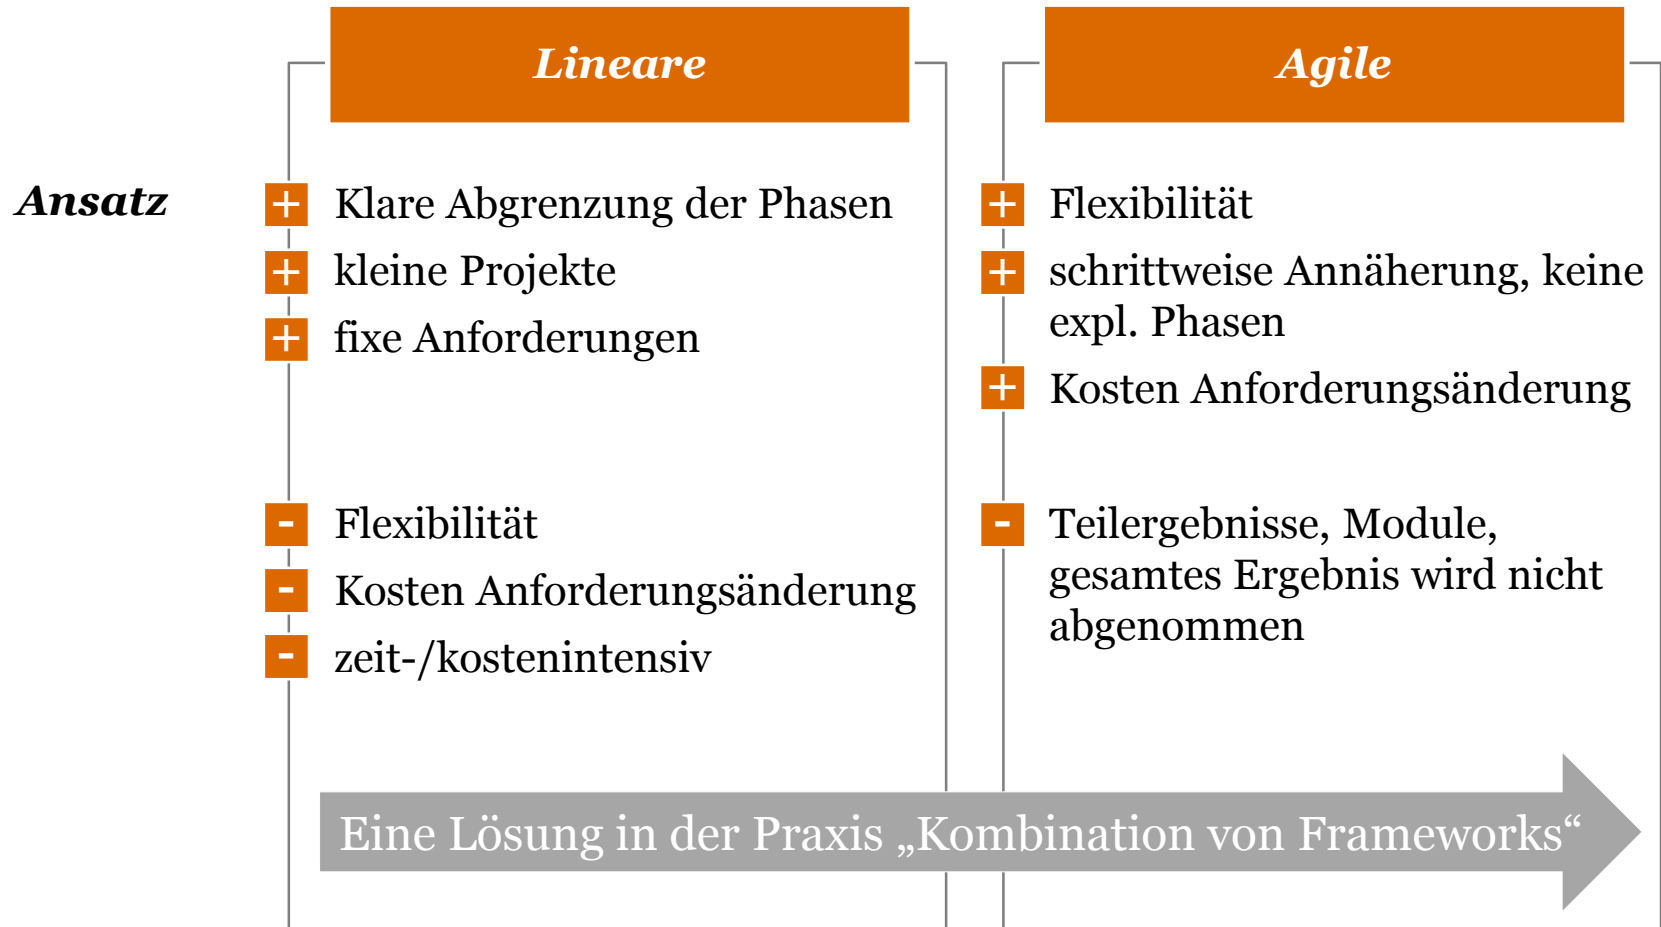 Lineare
Agile
Ansatz
+ Klare Abgrenzung der Phasen
+ kleine Projekte
+ fixe Anforderungen
- Flexibilität
- Kosten Anforderungsänderung
- zeit-/kostenintensiv
+ Flexibilität
+ schrittweise Annäherung, keine
expl. Phasen
+ Kosten Anforderungsänderung
- Teilergebnisse, Module,
gesamtes Ergebnis wird nicht
abgenommen
Eine Lösung in der Praxis „Kombination von Frameworks“